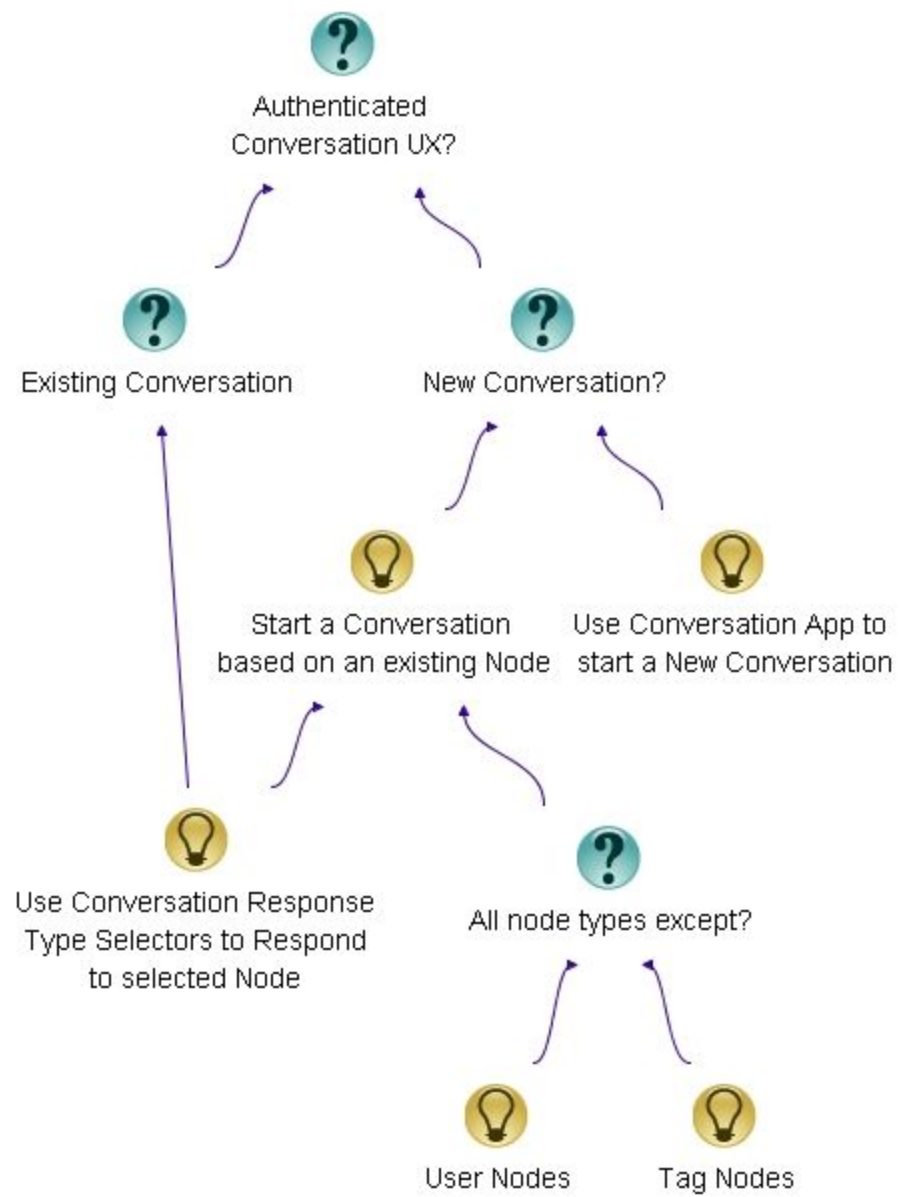 Authenticated
Conversation UX?
Existing Conversation
New Conversation?
Start a Conversation
based on an existing Node
Use Conversation App to
start a New Conversation
Use Conversation Response
Type Selectors to Respond
to selected Node
All node types except?
User Nodes
Tag Nodes